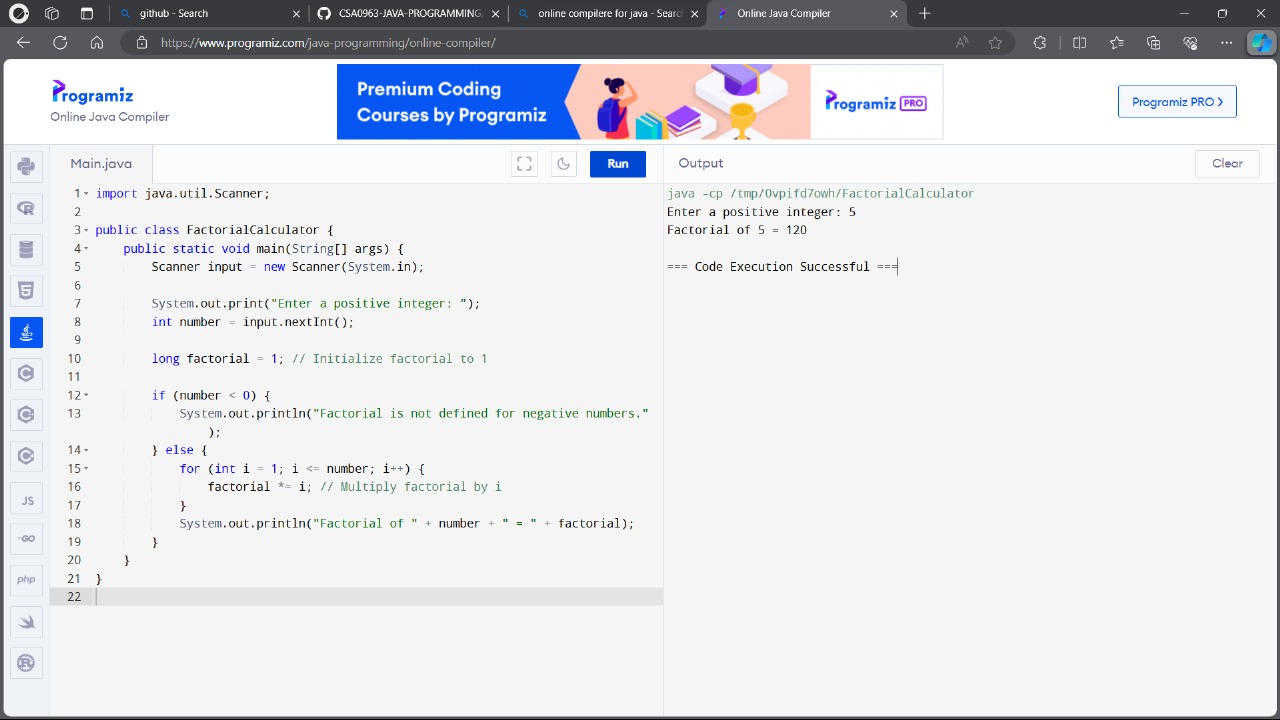 github - Search
CSA0963-JAVA-PROGRAMMING
online compilere for java - Searc
Online Java Compiler
https://www.programiz.com/java-programming/online-compiler/
Programiz
Online Java Compiler
Premium Coding
Courses by Programiz
Programiz PRO
Programiz PRO
Main.java
Run
Output
Clear
1 import java.util.Scanner;
2
3 public class FactorialCalculator {
4 public static void main(String[] args) {
5 Scanner input = new Scanner(System.in);
6
7 System.out.print("Enter a positive integer: ");
8 int number = input.nextInt();
9
10 long factorial = 1; // Initialize factorial to 1
11
12 if (number < 0) {
13 System.out.println("Factorial is not defined for negative numbers."
);
14 } else {
15 for (int i = 1; i <= number; i++) {
16 factorial *= i; // Multiply factorial by i
17 }
18 System.out.println("Factorial of " + number + " = " + factorial);
19 }
20 }
21 }
22
java -cp /tmp/Ovpifd7owh/FactorialCalculator
Enter a positive integer: 5
Factorial of 5 = 120
=== Code Execution Successful ===
JS
GO
php